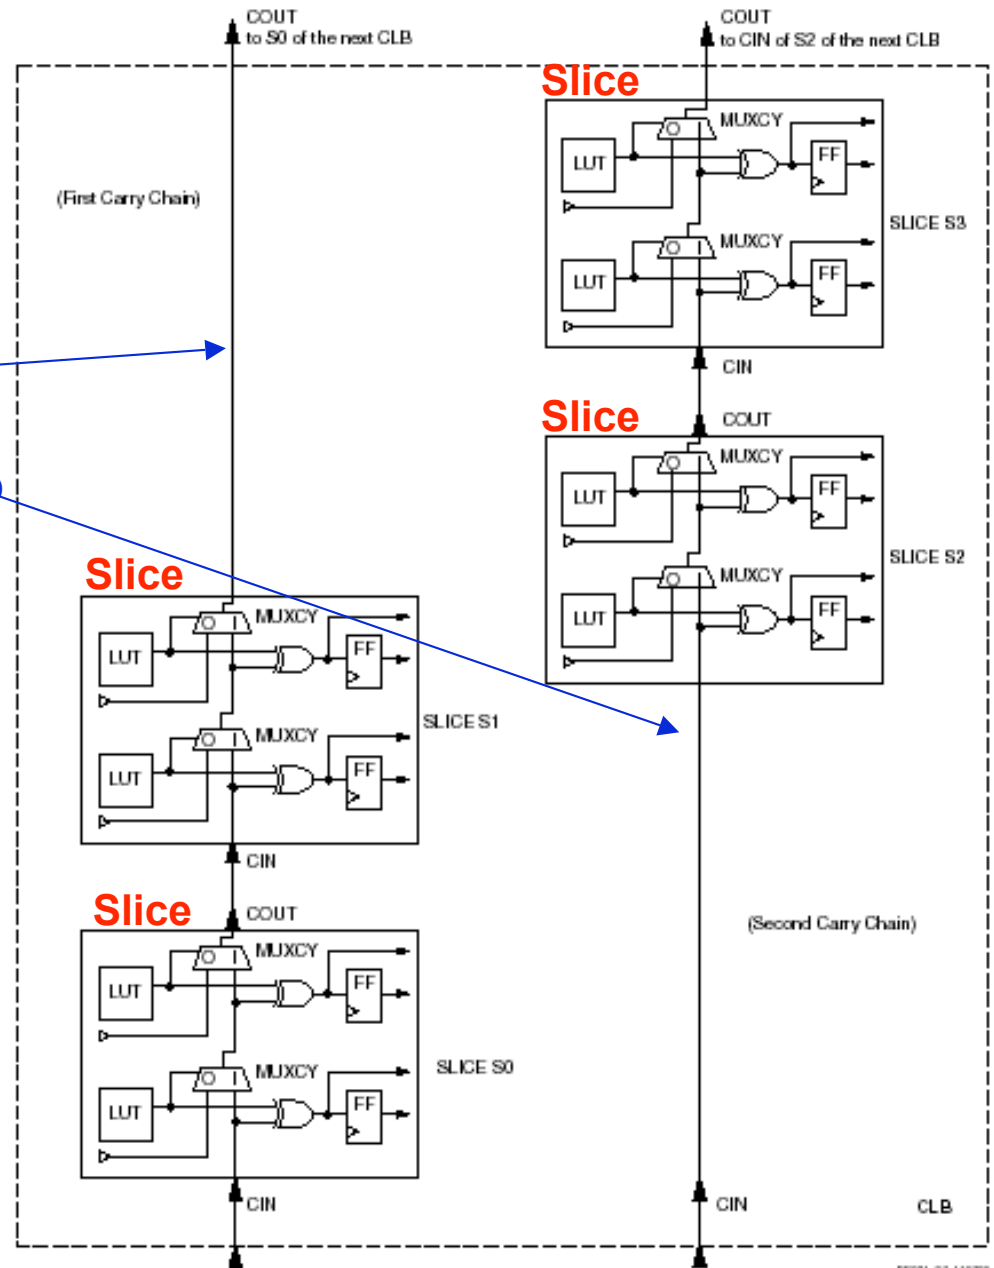 COUT
to S0 of the next CLB
COUT
to CIN of S2 of the next CLB
Slice
MUXCY
LUT
FF
(First Carry Chain)
SLICE S3
MUXCY
LUT
FF
CIN
Slice
COUT
MUXCY
LUT
FF
SLICE S2
MUXCY
LUT
FF
Slice
MUXCY
LUT
FF
SLICE S1
MUXCY
LUT
FF
CIN
Slice
COUT
(Second Carry Chain)
MUXCY
LUT
FF
SLICE S0
MUXCY
LUT
FF
CIN
CIN
CLB